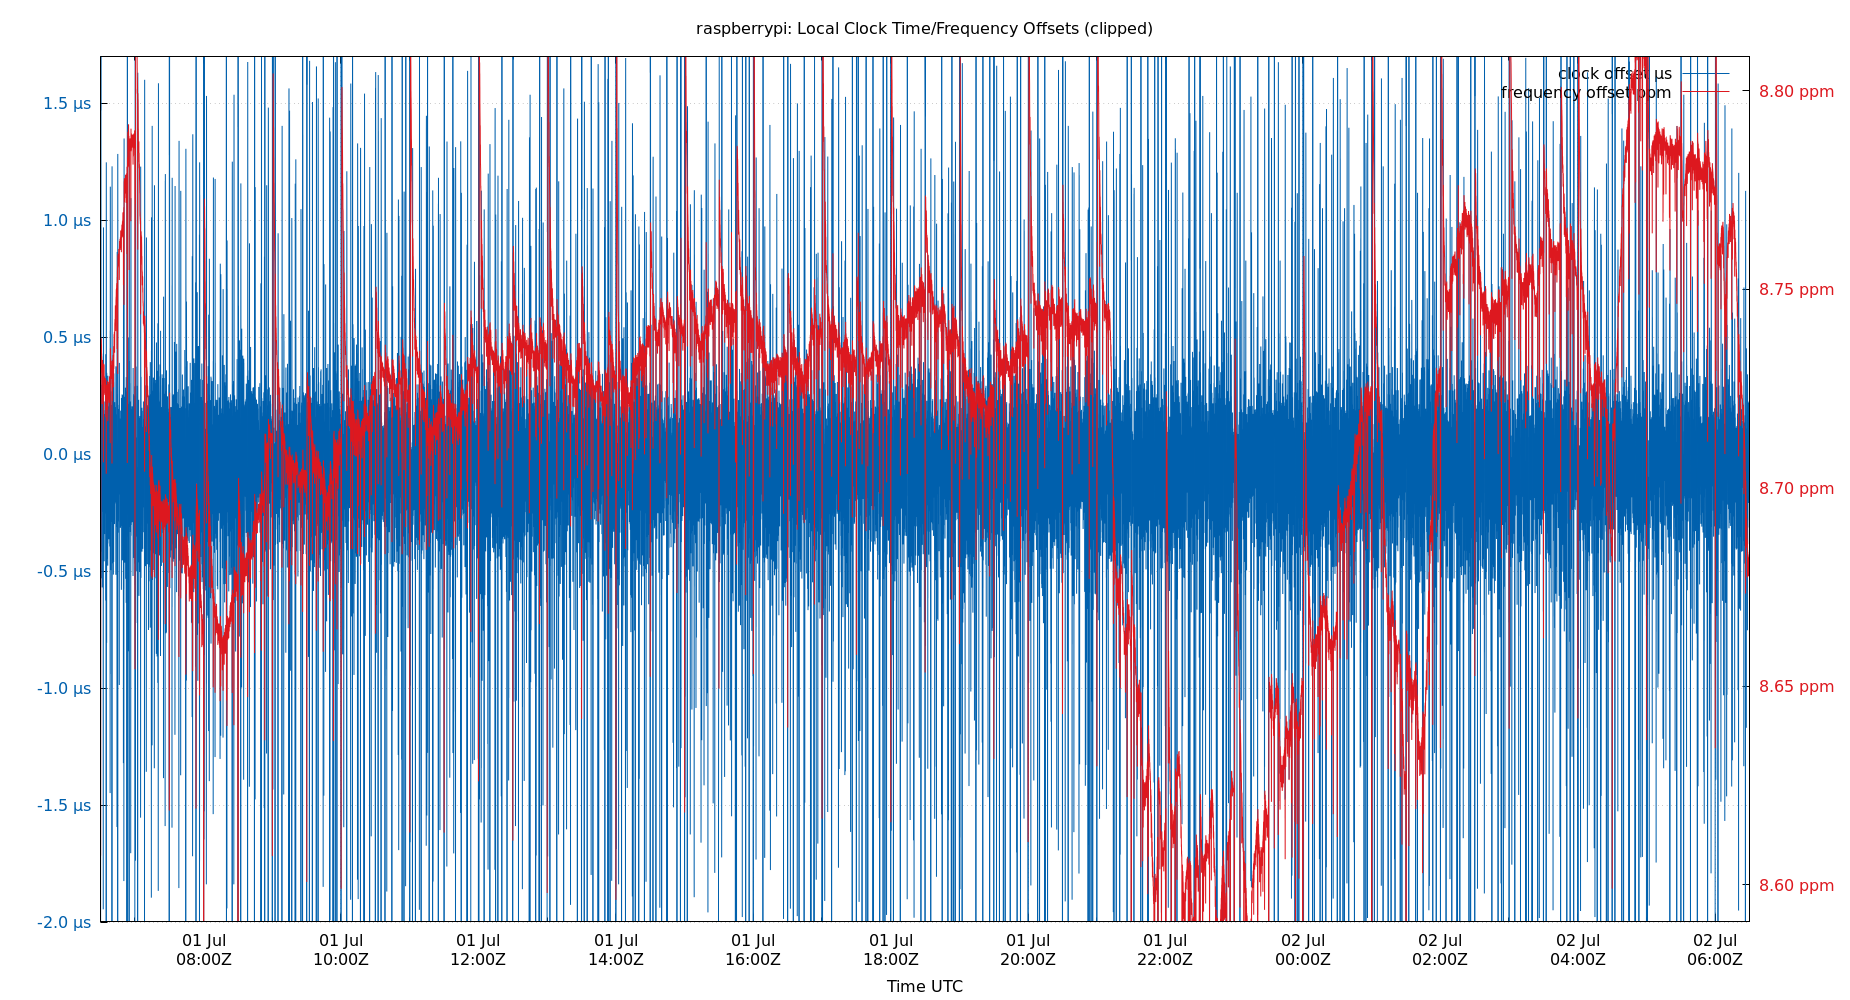 raspberrypi: Local Clock Time/Frequency Offsets (clipped)
clock offset µs
frequency offset ppm
1.5 µs
1.0 µs
0.5 µs
0.0 µs
-0.5 µs
-1.0 µs
-1.5 µs
-2.0 µs
8.80 ppm
8.75 ppm
8.70 ppm
8.65 ppm
8.60 ppm
01 Jul 01 Jul 01 Jul 01 Jul 01 Jul 01 Jul 01 Jul 01 Jul 02 Jul 02 Jul 02 Jul 02 Jul
08:00Z 10:00Z 12:00Z 14:00Z 16:00Z 18:00Z 20:00Z 22:00Z 00:00Z 02:00Z 04:00Z 06:00Z
Time UTC